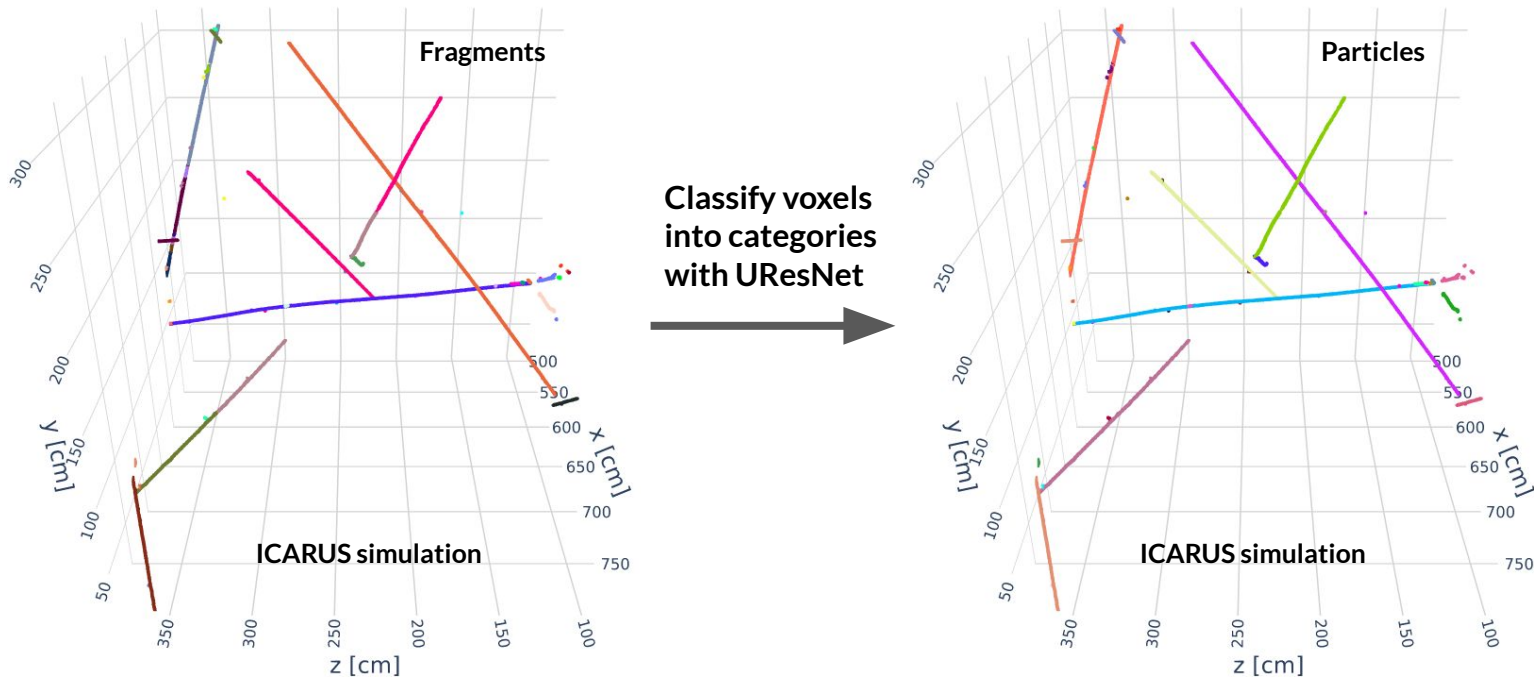 Fragments
300
250
200
150
100
50
y [cm]
500
550
600
650
700
750
x [cm]
ICARUS simulation
350
300
250
200
150
100
z [cm]
Classify voxels
into categories
with UResNet
Particles
300
250
200
150
100
50
y [cm]
500
550
600
650
700
750
x [cm]
ICARUS simulation
350
300
250
200
150
100
z [cm]